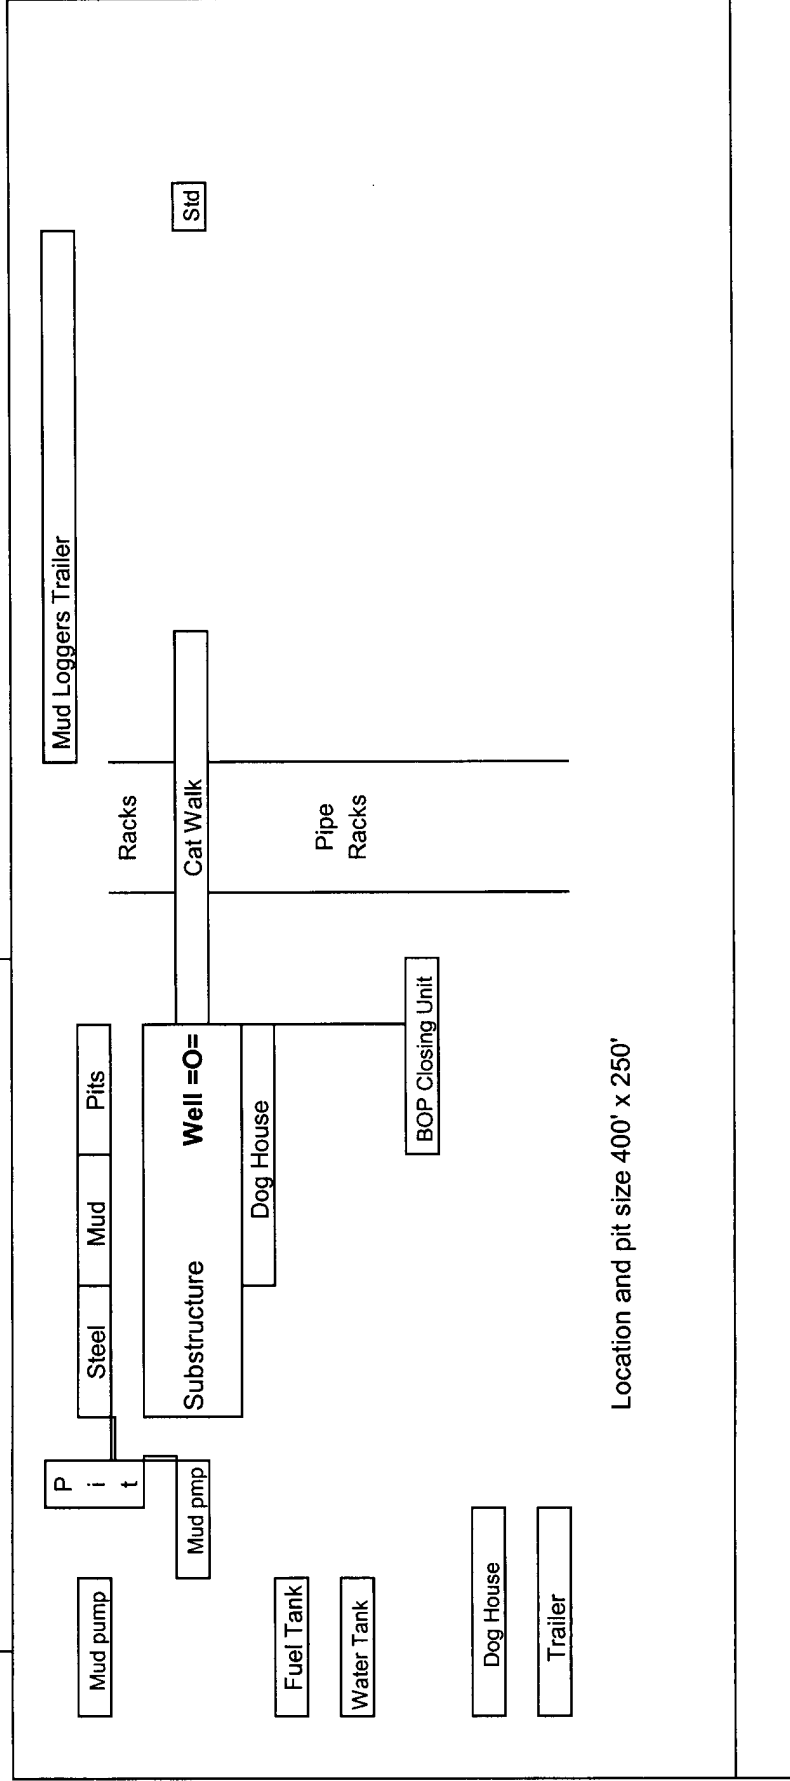 Mud Loggers Trailer
Std
Steel Mud Pits
Racks
P
i
t
Mud pump
Mud pmp
Substructure Well =O=
Cat Walk
Dog House
Pipe
Racks
Fuel Tank
Water Tank
BOP Closing Unit
Dog House
Trailer
Location and pit size 400' x 250'